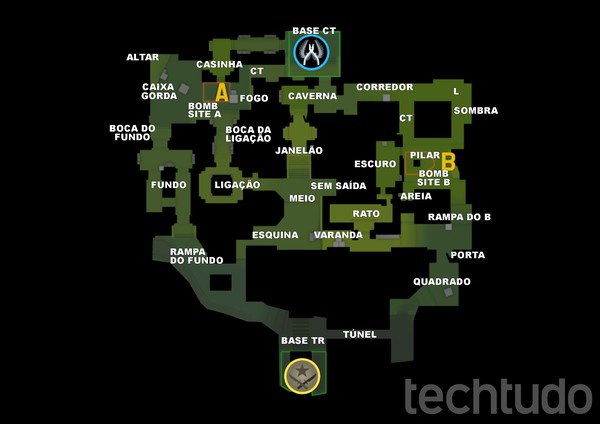 BASE CT
ALTAR
CASINHA
CT
CAIXA
GORDA
A
FOGO
BOMB
SITE A
CAVERNA
CORREDOR
L
SOMBRA
CT
BOCA DO
FUNDO
BOCA DA
LIGAÇÃO
JANELÃO
ESCURO
PILAR
B
BOMB
SITE B
FUNDO
LIGAÇÃO
SEM SAÍDA
MEIO
AREIA
RATO
RAMPA DO B
ESQUINA
VARANDA
RAMPA
DO FUNDO
PORTA
QUADRADO
TÚNEL
BASE TR
techtudo